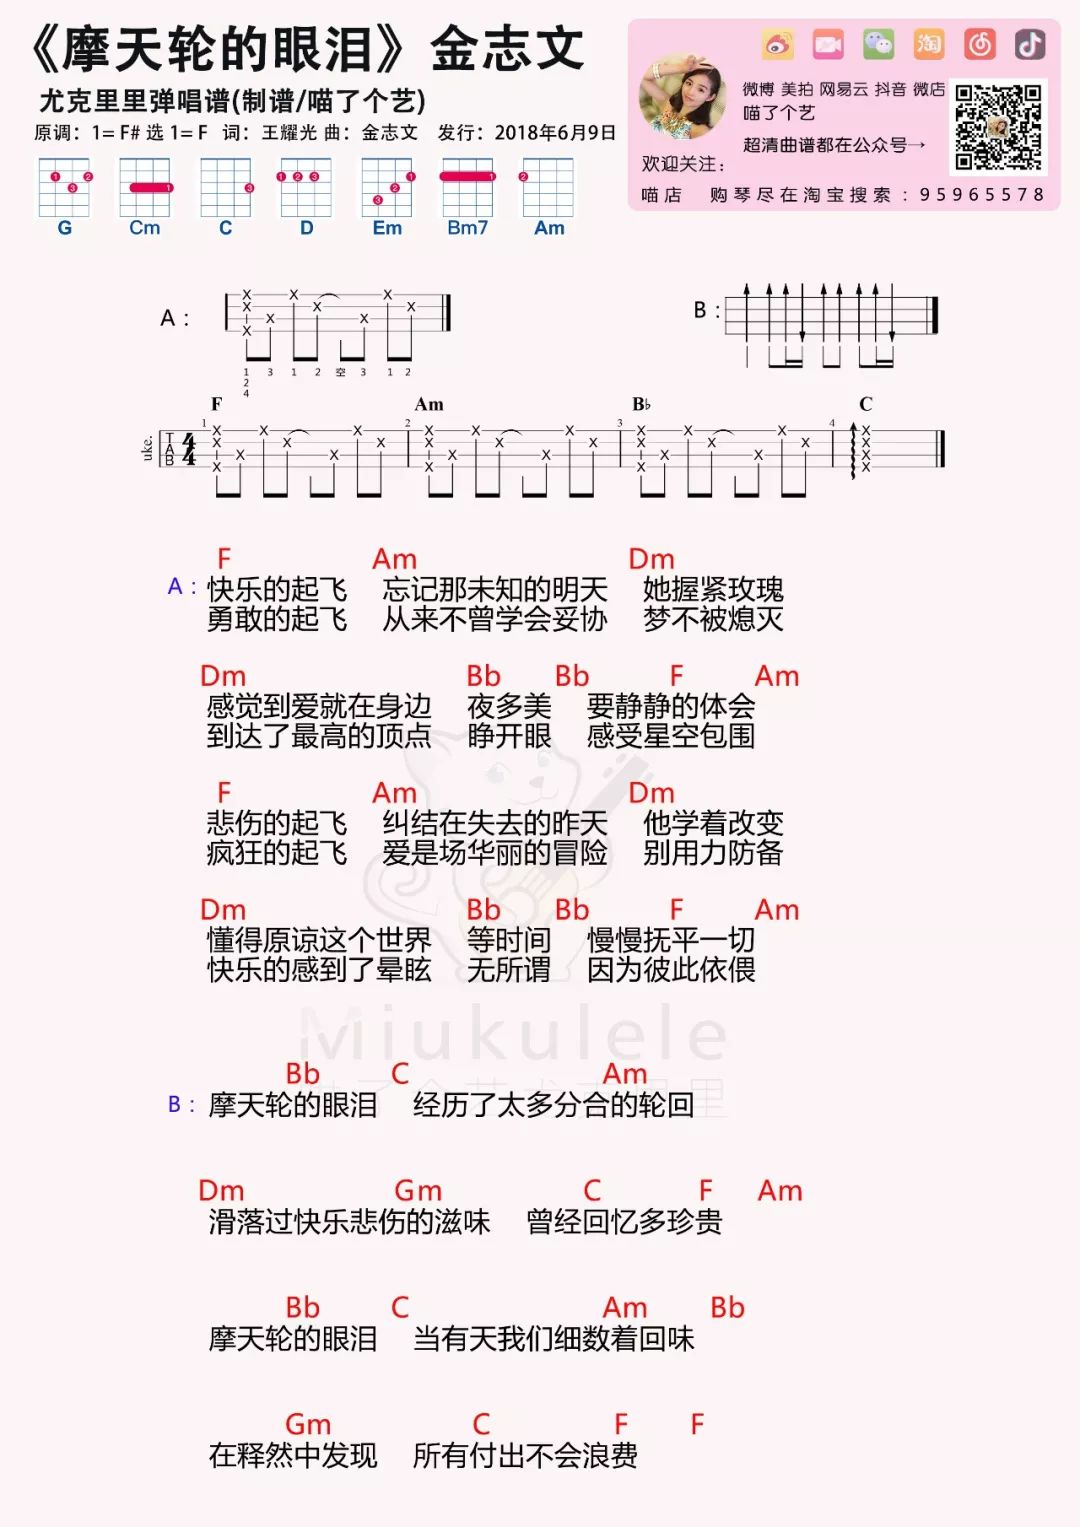 《摩天轮的眼泪》金志文
尤克里里弹唱谱(制谱/喵了个艺)
原调：1= F# 选 1= F 词：王耀光 曲：金志文 发行：2018年6月9日
微博 美拍 网易云 抖音 微店
喵了个艺
超清曲谱都在公众号→
欢迎关注：
喵店 购琴尽在淘宝搜索：95965578
淘
G Cm C D Em Bm7 Am
A：
1 3 1 2 空 3 1 2
2
4
B：
F Am B♭ C
1 2 3 4
uke. TAB 4/4
F Am Dm
A：快乐的起飞 忘记那未知的明天 她握紧玫瑰
勇敢的起飞 从来不曾学会妥协 梦不被熄灭
Dm Bb Bb F Am
感觉到爱就在身边 夜多美 要静静的体会
到达了最高的顶点 睁开眼 感受星空包围
F Am Dm
悲伤的起飞 纠结在失去的昨天 他学着改变
疯狂的起飞 爱是场华丽的冒险 别用力防备
Dm Bb Bb F Am
懂得原谅这个世界 等时间 慢慢抚平一切
快乐的感到了晕眩 无所谓 因为彼此依偎
Miukulele
Bb C Am
B：摩天轮的眼泪 经历了太多分合的轮回
Dm Gm C F Am
滑落过快乐悲伤的滋味 曾经回忆多珍贵
Bb C Am Bb
摩天轮的眼泪 当有天我们细数着回味
Gm C F F
在释然中发现 所有付出不会浪费